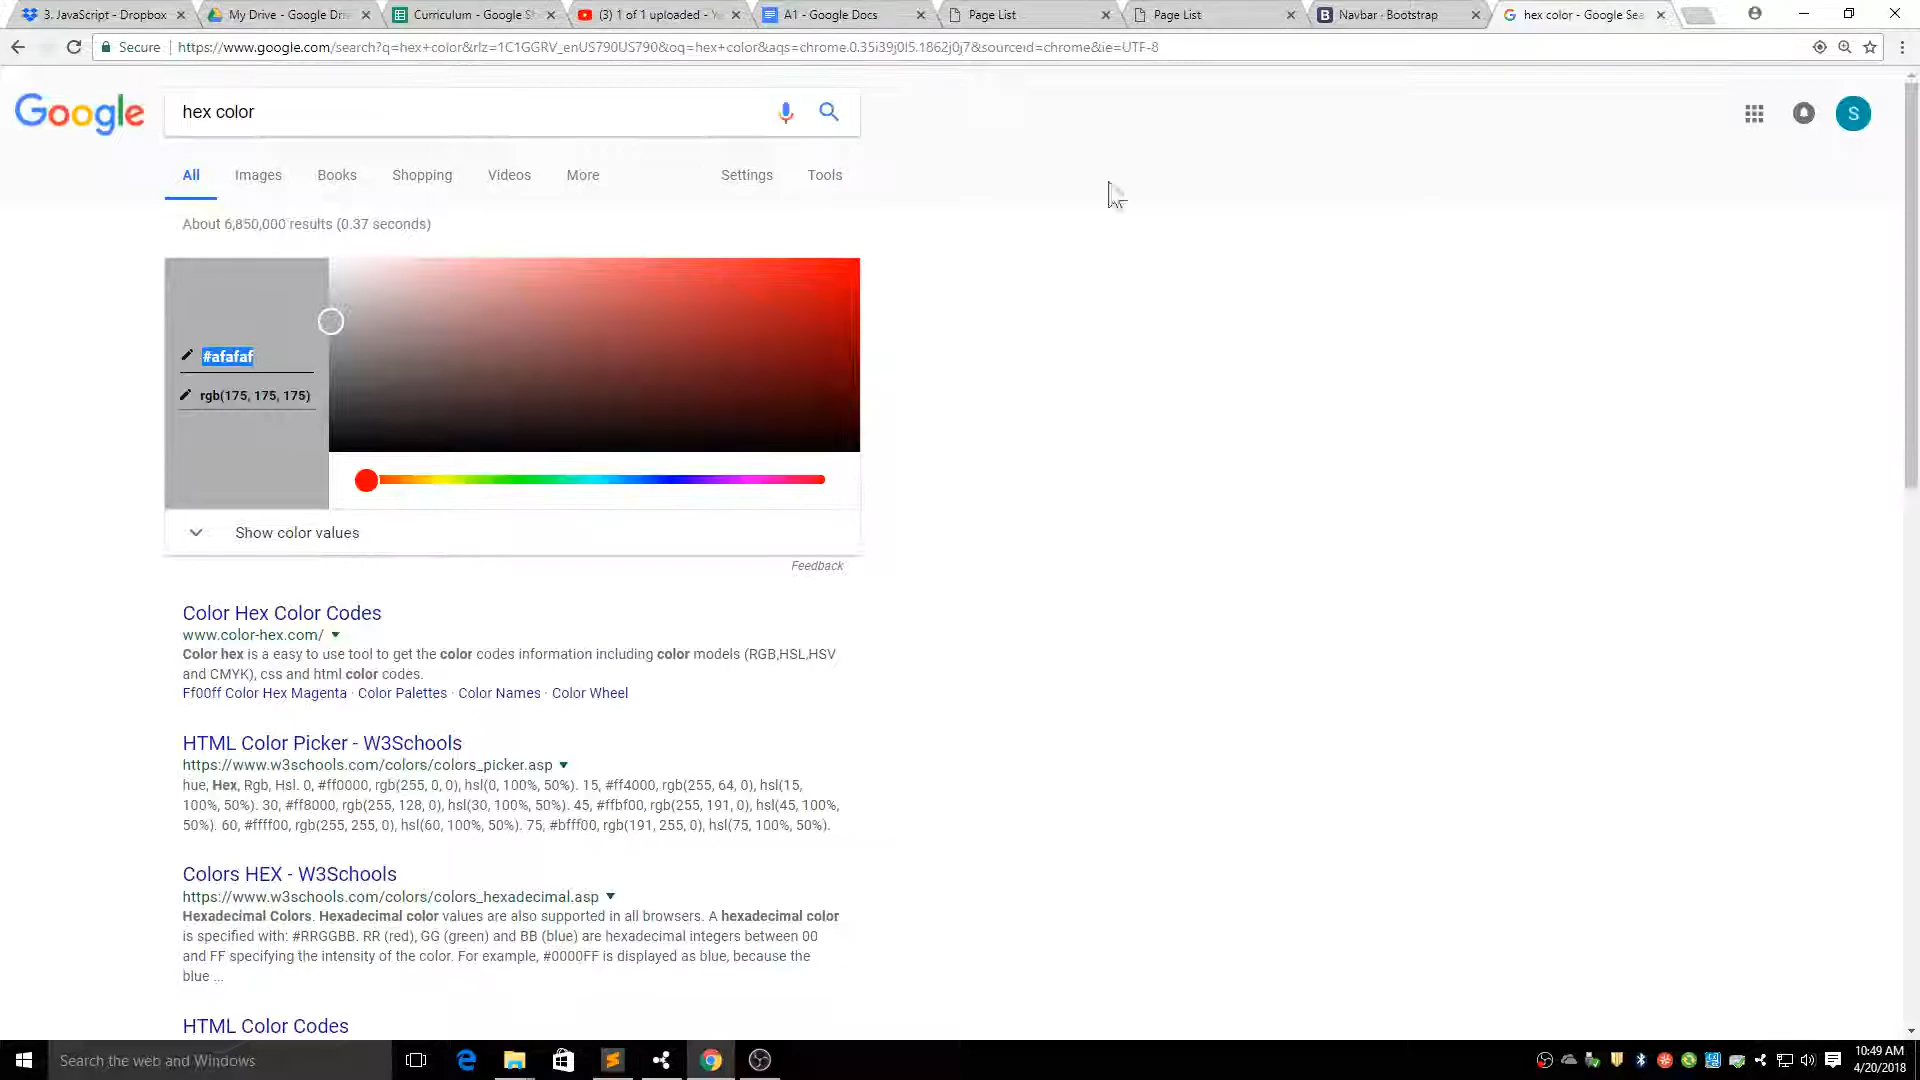 3. JavaScript - Dropbox
My Drive - Google Dri
Curriculum - Google S
(3) 1 of 1 uploaded - Y
A1 - Google Docs
Page List
Page List
Navbar · Bootstrap
hex color - Google Sea
Secure
https://www.google.com/search?q=hex+color&rlz=1C1GGRV_enUS790US790&oq=hex+color&aqs=chrome.0.35i39j0l5.1862j0j7&sourceid=chrome&ie=UTF-8
Google
hex color
S
All
Images
Books
Shopping
Videos
More
Settings
Tools
About 6,850,000 results (0.37 seconds)
#afafaf
rgb(175, 175, 175)
Show color values
Feedback
Color Hex Color Codes
www.color-hex.com/
Color hex is a easy to use tool to get the color codes information including color models (RGB,HSL,HSV
and CMYK), css and html color codes.
Ff00ff Color Hex Magenta · Color Palettes · Color Names · Color Wheel
HTML Color Picker - W3Schools
https://www.w3schools.com/colors/colors_picker.asp
hue, Hex, Rgb, Hsl. 0, #ff0000, rgb(255, 0, 0), hsl(0, 100%, 50%). 15, #ff4000, rgb(255, 64, 0), hsl(15,
100%, 50%). 30, #ff8000, rgb(255, 128, 0), hsl(30, 100%, 50%). 45, #ffbf00, rgb(255, 191, 0), hsl(45, 100%,
50%). 60, #ffff00, rgb(255, 255, 0), hsl(60, 100%, 50%). 75, #bfff00, rgb(191, 255, 0), hsl(75, 100%, 50%).
Colors HEX - W3Schools
https://www.w3schools.com/colors/colors_hexadecimal.asp
Hexadecimal Colors. Hexadecimal color values are also supported in all browsers. A hexadecimal color
is specified with: #RRGGBB. RR (red), GG (green) and BB (blue) are hexadecimal integers between 00
and FF specifying the intensity of the color. For example, #0000FF is displayed as blue, because the
blue ...
HTML Color Codes
Search the web and Windows
10:49 AM
4/20/2018